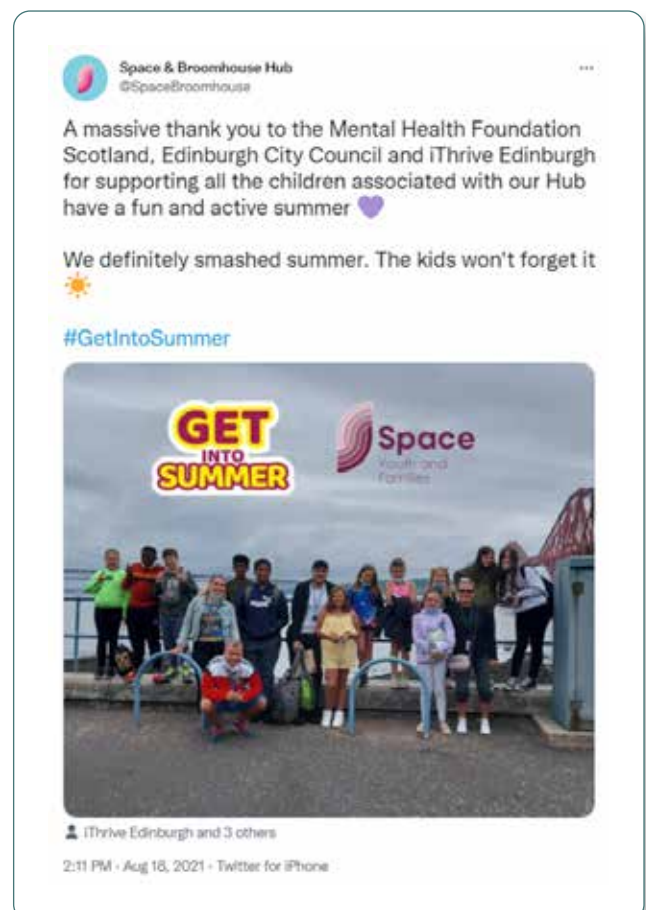 Space & Broomhouse Hub
@SpaceBroomhouse
A massive thank you to the Mental Health Foundation
Scotland, Edinburgh City Council and iThrive Edinburgh
for supporting all the children associated with our Hub
have a fun and active summer 💜
We definitely smashed summer. The kids won't forget it
☀️
#GetIntoSummer
GET
INTO
SUMMER
Space
Youth and
Families
iThrive Edinburgh and 3 others
2:11 PM · Aug 18, 2021 · Twitter for iPhone